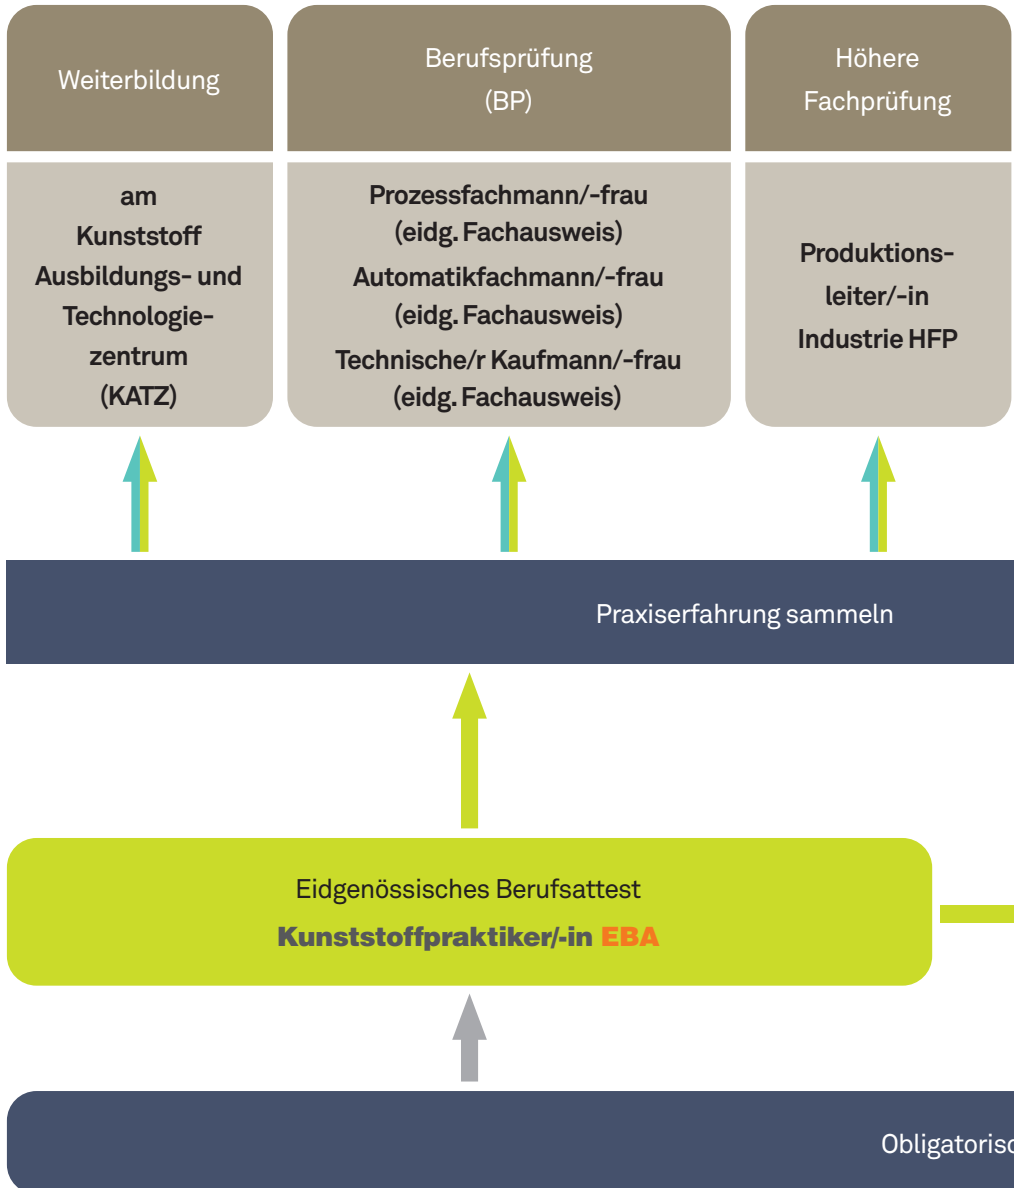 Weiterbildung
Berufsprüfung
(BP)
Höhere
Fachprüfung
am
Kunststoff
Ausbildungs- und
Technologie-
zentrum
(KATZ)
Prozessfachmann/-frau
(eidg. Fachausweis)
Automatikfachmann/-frau
(eidg. Fachausweis)
Technische/r Kaufmann/-frau
(eidg. Fachausweis)
Produktions-
leiter/-in
Industrie HFP
Praxiserfahrung sammeln
Eidgenössisches Berufsattest
Kunststoffpraktiker/-in EBA